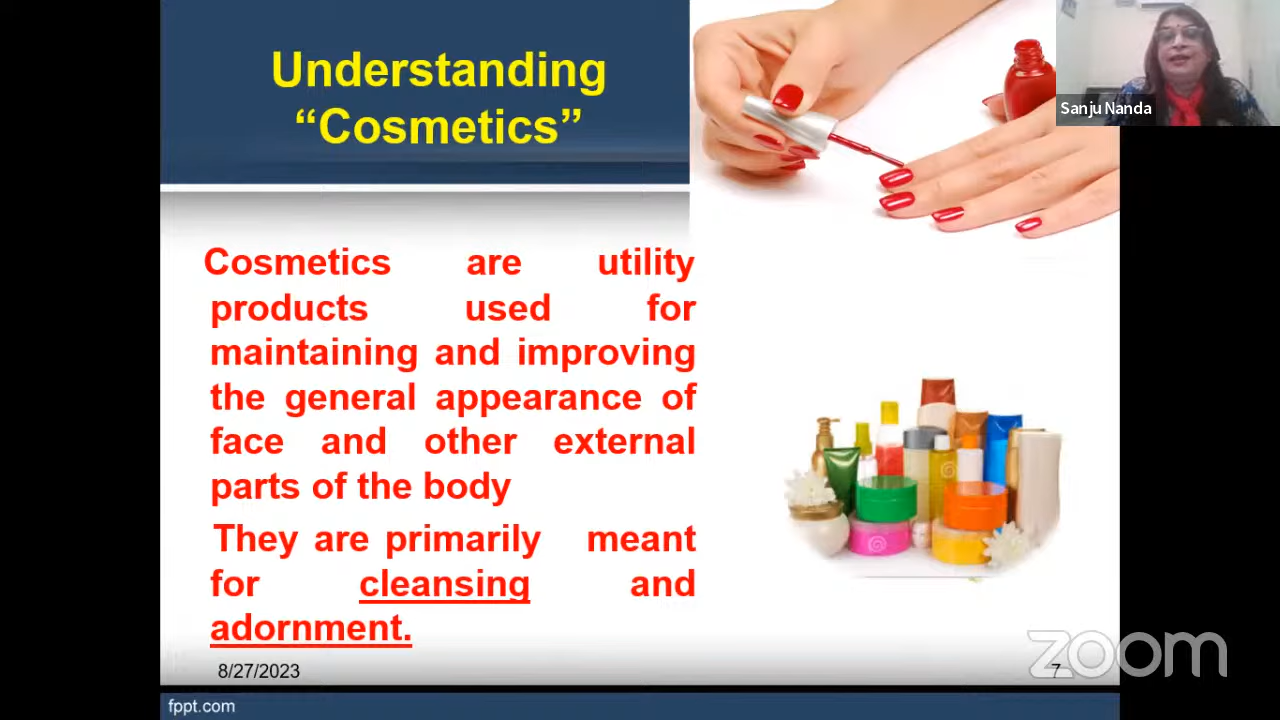 Understanding
“Cosmetics”
Sanju Nanda
Cosmetics are utility
products used for
maintaining and improving
the general appearance of
face and other external
parts of the body
They are primarily meant
for cleansing and
adornment.
8/27/2023
7
zoom
fppt.com